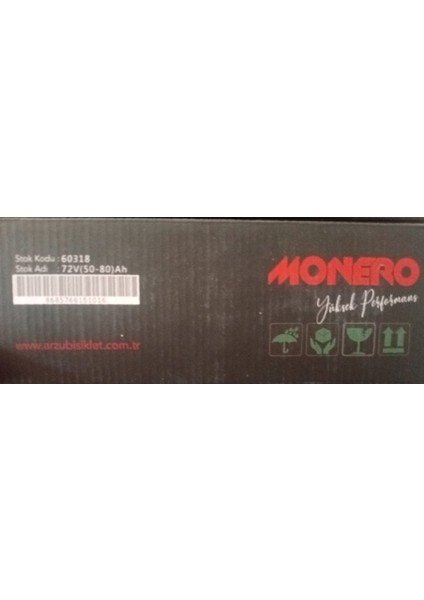 Stok Kodu : 60318
Stok Adı : 72V(50-80)Ah
www.arzubisiklet.com.tr
MONERO
Yüksek Performans